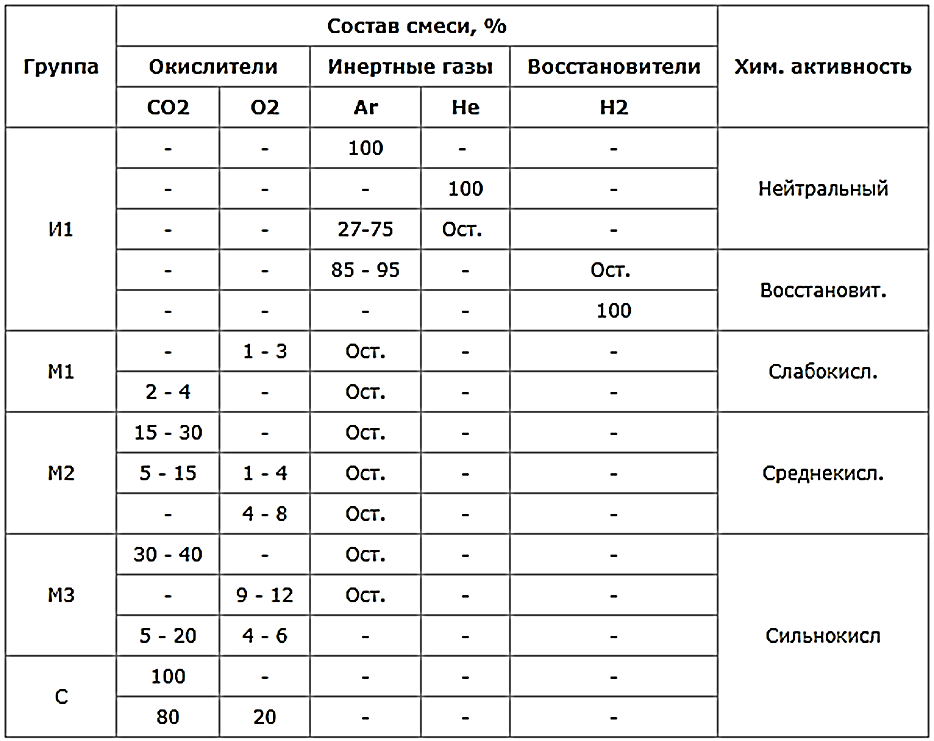 Группа Состав смеси, % Хим. активность
Окислители Инертные газы Восстановители
CO2 O2 Ar He H2
И1 - - 100 - - Нейтральный
- - - 100 -
- - 27-75 Ост. -
- - 85 - 95 - Ост. Восстановит.
- - - - 100
М1 - 1 - 3 Ост. - - Слабокисл.
2 - 4 - Ост. - -
М2 15 - 30 - Ост. - - Среднекисл.
5 - 15 1 - 4 Ост. - -
- 4 - 8 Ост. - -
М3 30 - 40 - Ост. - - Сильнокисл
- 9 - 12 Ост. - -
5 - 20 4 - 6 - - -
С 100 - - - -
80 20 - - -